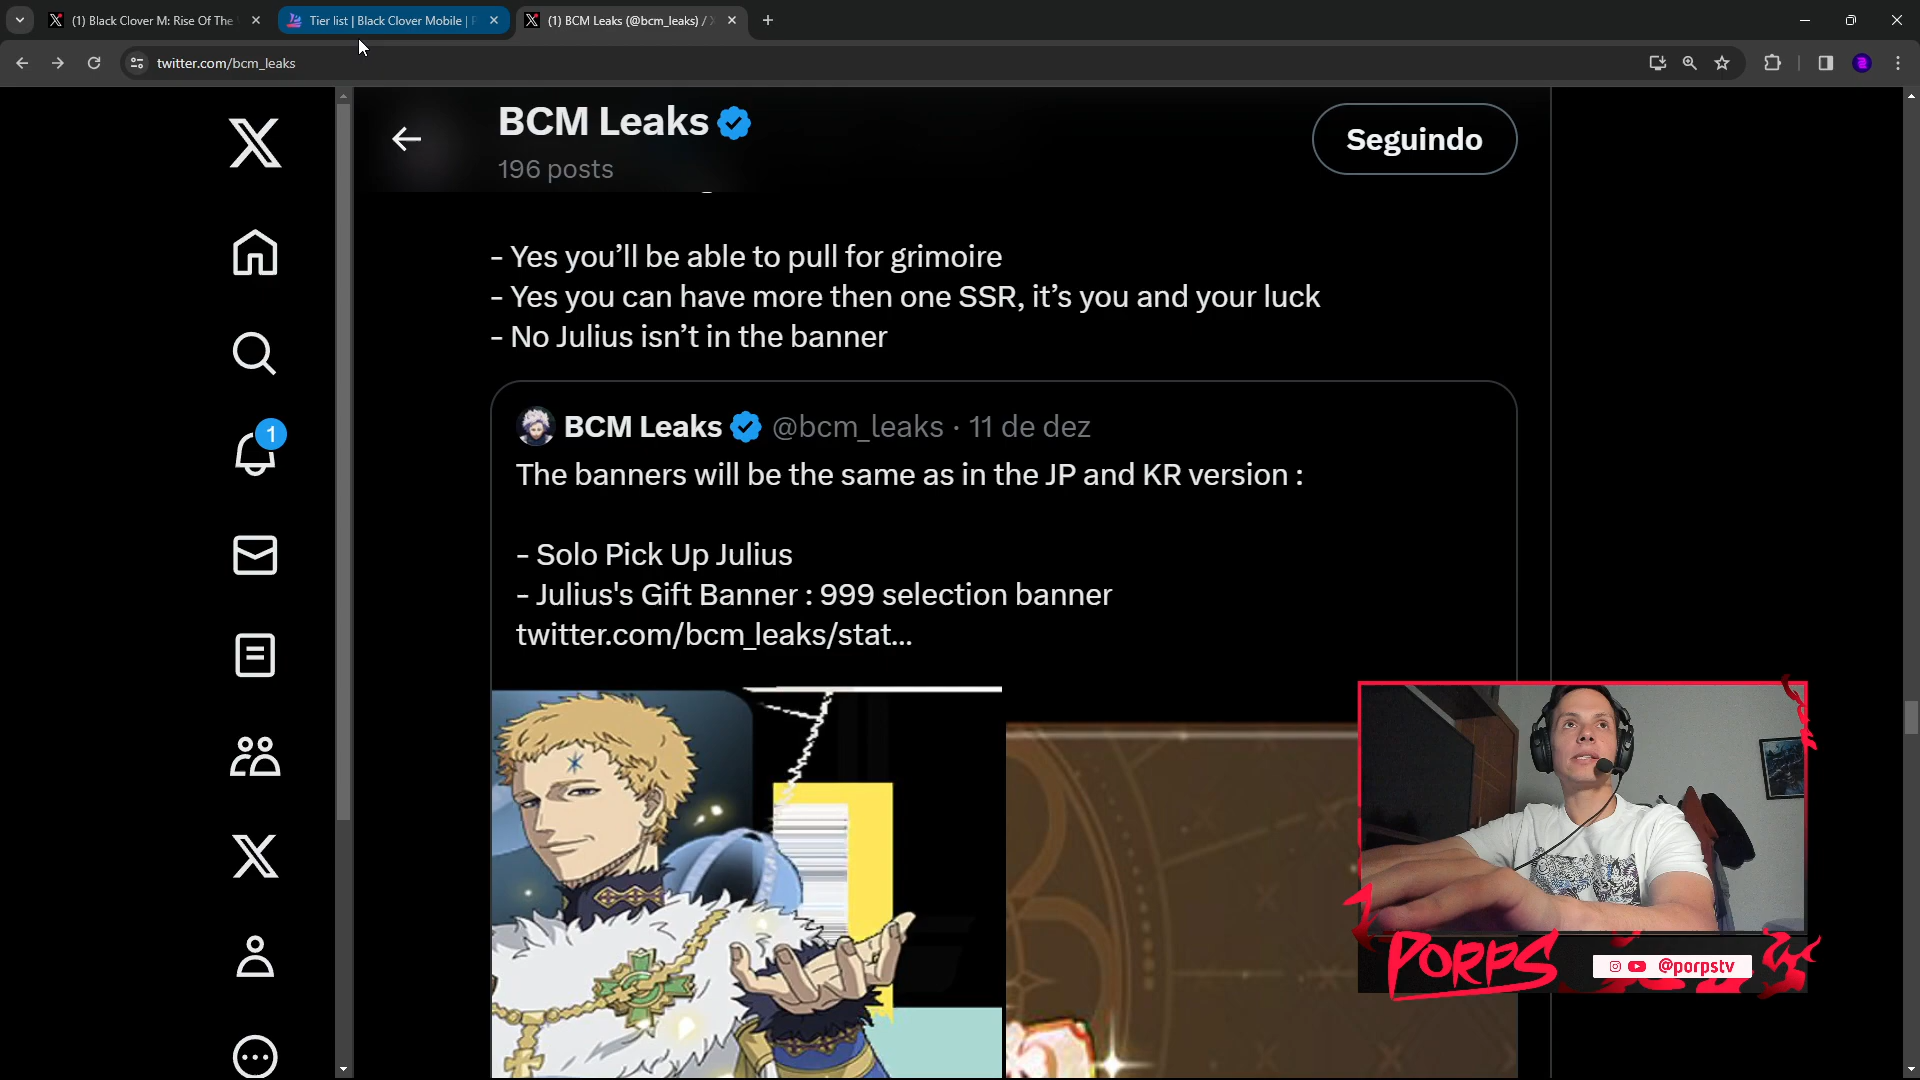 (1) Black Clover M: Rise Of The
Tier list | Black Clover Mobile |
(1) BCM Leaks (@bcm_leaks) /
twitter.com/bcm_leaks
BCM Leaks
196 posts
Seguindo
- Yes you’ll be able to pull for grimoire
- Yes you can have more then one SSR, it’s you and your luck
- No Julius isn’t in the banner
1
BCM Leaks @bcm_leaks · 11 de dez
The banners will be the same as in the JP and KR version :
- Solo Pick Up Julius
- Julius's Gift Banner : 999 selection banner
twitter.com/bcm_leaks/stat...
PORPS
@porpstv